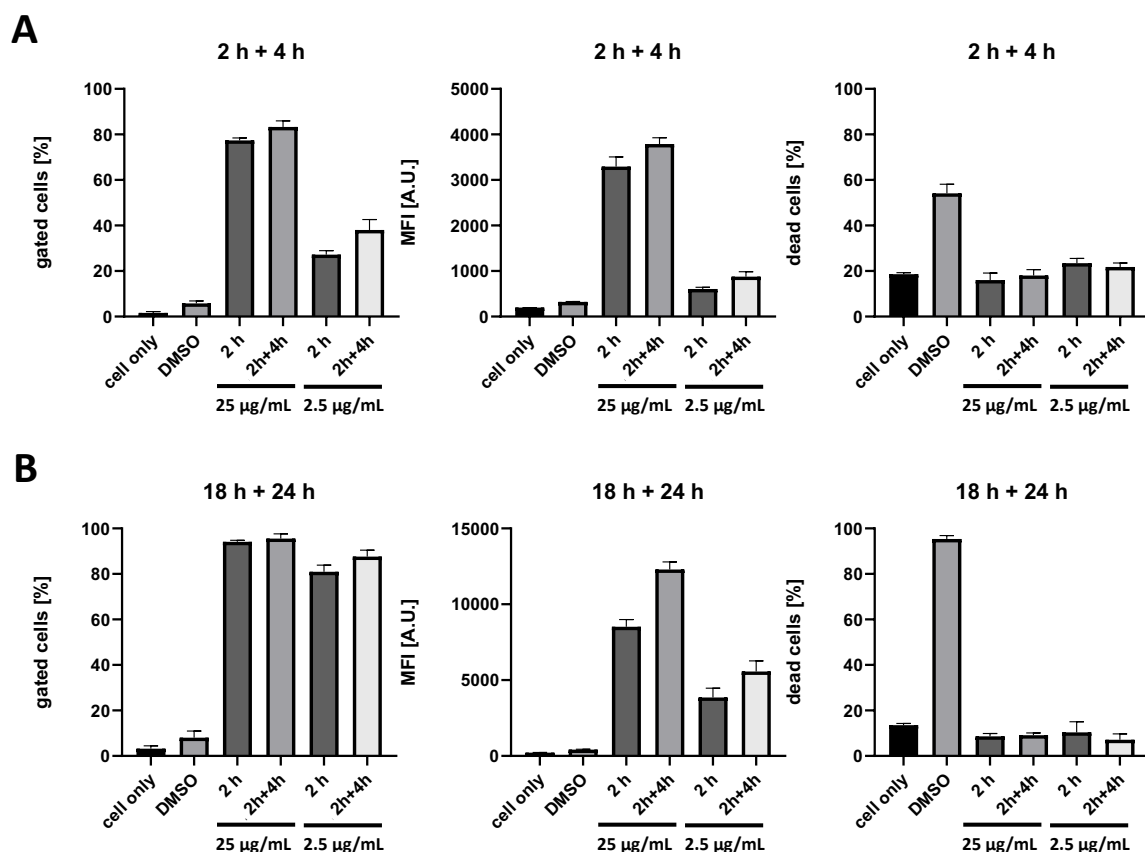 A
2 h + 4 h
gated cells [%]
100
80
60
40
20
0
cell only
DMSO
2 h
2h+4h
2 h
2h+4h
25 µg/mL
2.5 µg/mL
2 h + 4 h
MFI [A.U.]
5000
4000
3000
2000
1000
0
cell only
DMSO
2 h
2h+4h
2 h
2h+4h
25 µg/mL
2.5 µg/mL
2 h + 4 h
dead cells [%]
100
80
60
40
20
0
cell only
DMSO
2 h
2h+4h
2 h
2h+4h
25 µg/mL
2.5 µg/mL
B
18 h + 24 h
gated cells [%]
100
80
60
40
20
0
cell only
DMSO
2 h
2h+4h
2 h
2h+4h
25 µg/mL
2.5 µg/mL
18 h + 24 h
MFI [A.U.]
15000
10000
5000
0
cell only
DMSO
2 h
2h+4h
2 h
2h+4h
25 µg/mL
2.5 µg/mL
18 h + 24 h
dead cells [%]
100
80
60
40
20
0
cell only
DMSO
2 h
2h+4h
2 h
2h+4h
25 µg/mL
2.5 µg/mL